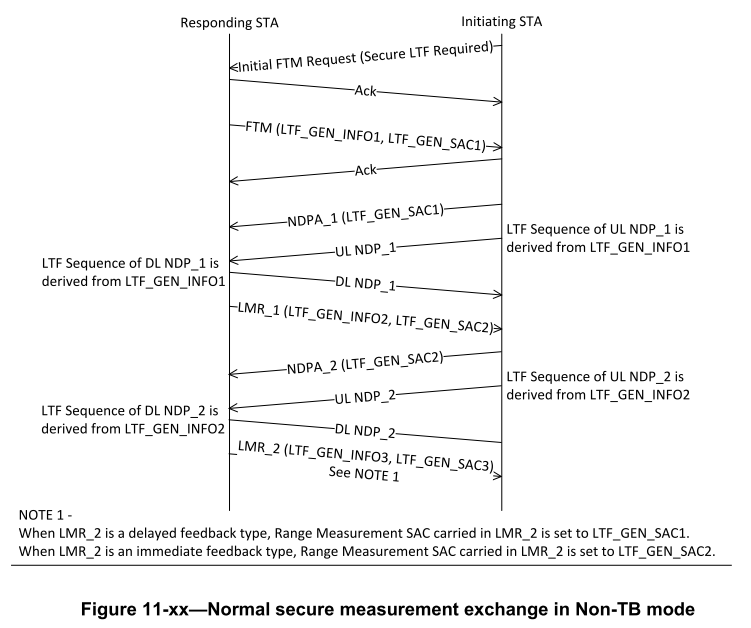 Responding STA
Initiating STA
Initial FTM Request (Secure LTF Required)
Ack
FTM (LTF_GEN_INFO1, LTF_GEN_SAC1)
Ack
NDPA_1 (LTF_GEN_SAC1)
LTF Sequence of UL NDP_1 is
derived from LTF_GEN_INFO1
UL NDP_1
LTF Sequence of DL NDP_1 is
derived from LTF_GEN_INFO1
DL NDP_1
LMR_1 (LTF_GEN_INFO2, LTF_GEN_SAC2)
NDPA_2 (LTF_GEN_SAC2)
LTF Sequence of UL NDP_2 is
derived from LTF_GEN_INFO2
UL NDP_2
LTF Sequence of DL NDP_2 is
derived from LTF_GEN_INFO2
DL NDP_2
LMR_2 (LTF_GEN_INFO3, LTF_GEN_SAC3)
See NOTE 1
NOTE 1 -
When LMR_2 is a delayed feedback type, Range Measurement SAC carried in LMR_2 is set to LTF_GEN_SAC1.
When LMR_2 is an immediate feedback type, Range Measurement SAC carried in LMR_2 is set to LTF_GEN_SAC2.
Figure 11-xx—Normal secure measurement exchange in Non-TB mode